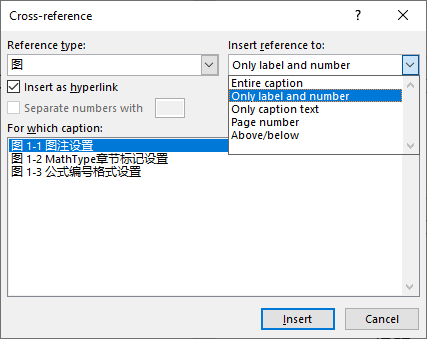 Cross-reference
Reference type:
Insert reference to:
图
Only label and number
Insert as hyperlink
Entire caption
Only label and number
Only caption text
Page number
Above/below
Separate numbers with
For which caption:
图 1-1 图注设置
图 1-2 MathType章节标记设置
图 1-3 公式编号格式设置
Insert
Cancel